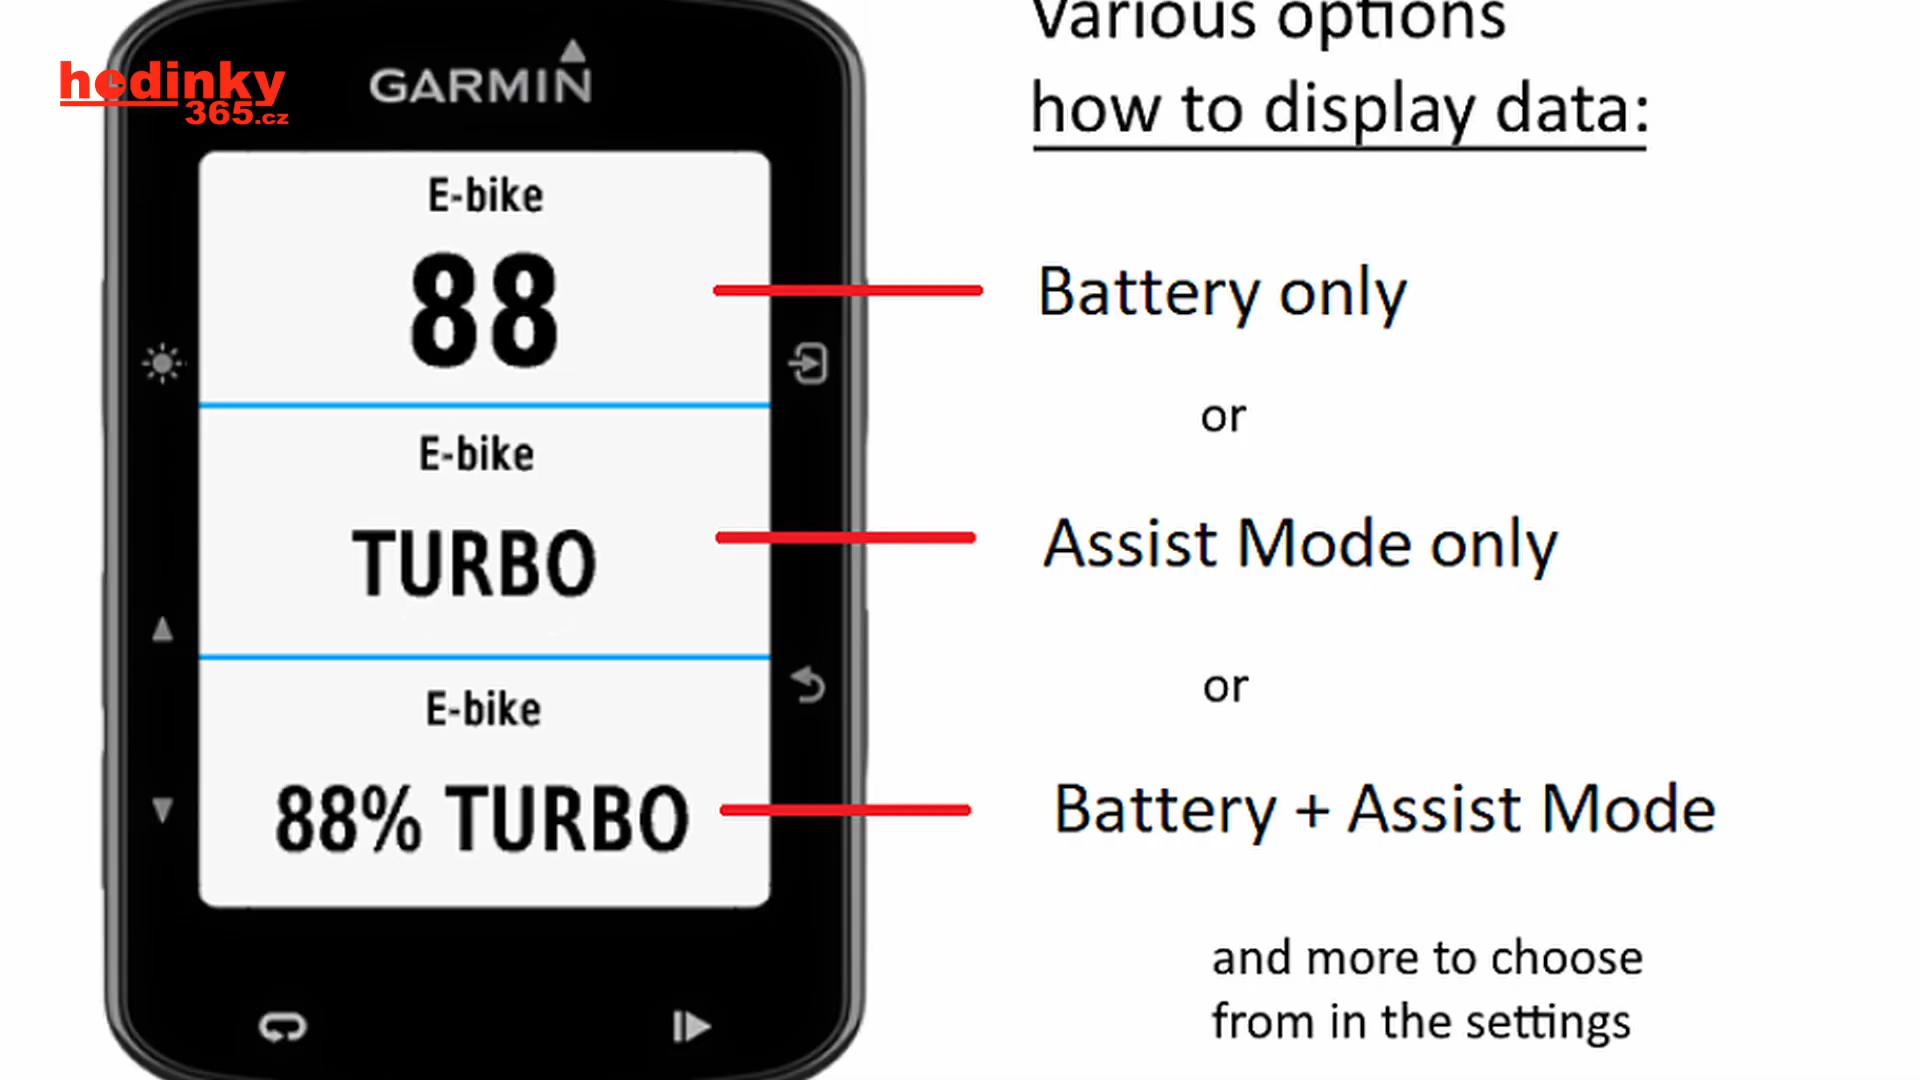 hodinky
365.cz
GARMIN
E-bike
88
E-bike
TURBO
E-bike
88% TURBO
Various options
how to display data:
Battery only
or
Assist Mode only
or
Battery + Assist Mode
and more to choose
from in the settings